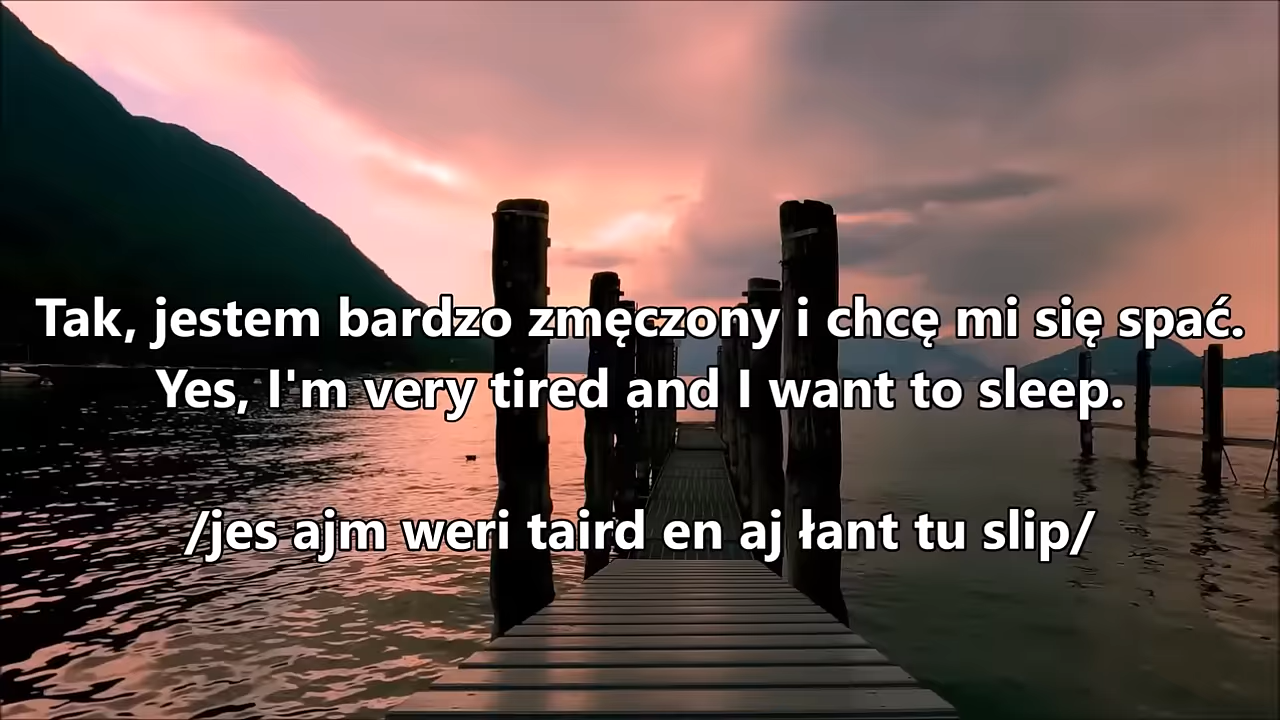 Tak, jestem bardzo zmęczony i chcę mi się spać.
Yes, I'm very tired and I want to sleep.
/jes ajm weri taird en aj łant tu slip/